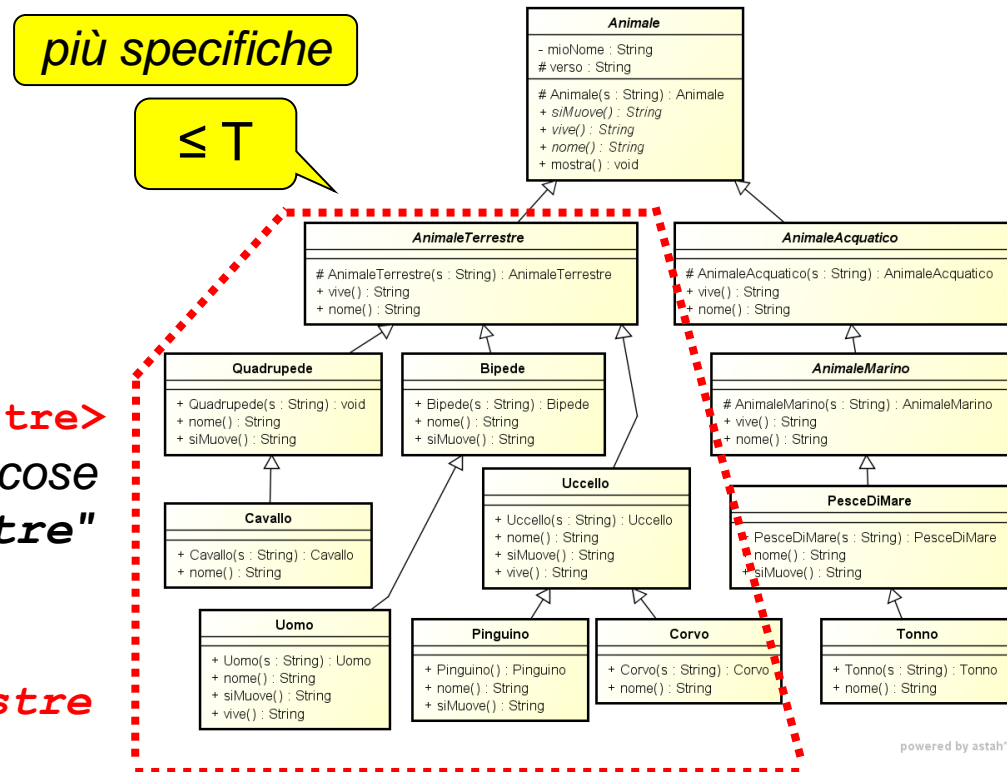 più specifiche
≤ T
tre>
cose
tre"
stre
Animale
- mioNome : String
# verso : String
# Animale(s : String) : Animale
+ siMuove() : String
+ vive() : String
+ nome() : String
+ mostra() : void
AnimaleTerrestre
# AnimaleTerrestre(s : String) : AnimaleTerrestre
+ vive() : String
+ nome() : String
AnimaleAcquatico
# AnimaleAcquatico(s : String) : AnimaleAcquatico
+ vive() : String
+ nome() : String
Quadrupede
+ Quadrupede(s : String) : void
+ nome() : String
+ siMuove() : String
Bipede
+ Bipede(s : String) : Bipede
+ nome() : String
+ siMuove() : String
AnimaleMarino
# AnimaleMarino(s : String) : AnimaleMarino
+ vive() : String
+ nome() : String
Cavallo
+ Cavallo(s : String) : Cavallo
+ nome() : String
Uccello
+ Uccello(s : String) : Uccello
+ nome() : String
+ siMuove() : String
+ vive() : String
PesceDiMare
+ PesceDiMare(s : String) : PesceDiMare
nome() : String
+ siMuove() : String
Uomo
+ Uomo(s : String) : Uomo
+ nome() : String
+ siMuove() : String
+ vive() : String
Pinguino
+ Pinguino() : Pinguino
+ nome() : String
+ siMuove() : String
Corvo
+ Corvo(s : String) : Corvo
+ nome() : String
Tonno
+ Tonno(s : String) : Tonno
+ nome() : String
powered by astah*